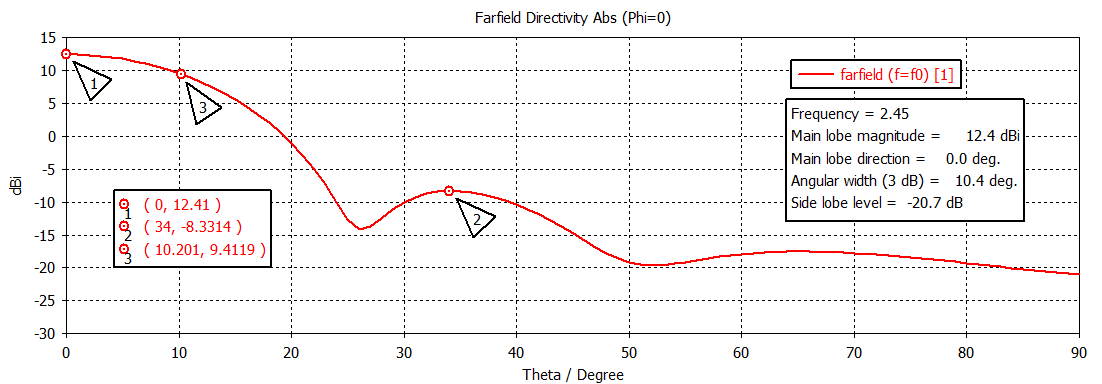 Farfield Directivity Abs (Phi=0)
15
10
5
0
-5
-10
-15
-20
-25
-30
dBi
0
10
20
30
40
50
60
70
80
90
Theta / Degree
1
3
2
farfield (f=f0) [1]
Frequency = 2.45
Main lobe magnitude = 12.4 dBi
Main lobe direction = 0.0 deg.
Angular width (3 dB) = 10.4 deg.
Side lobe level = -20.7 dB
1 ( 0, 12.41 )
2 ( 34, -8.3314 )
3 ( 10.201, 9.4119 )